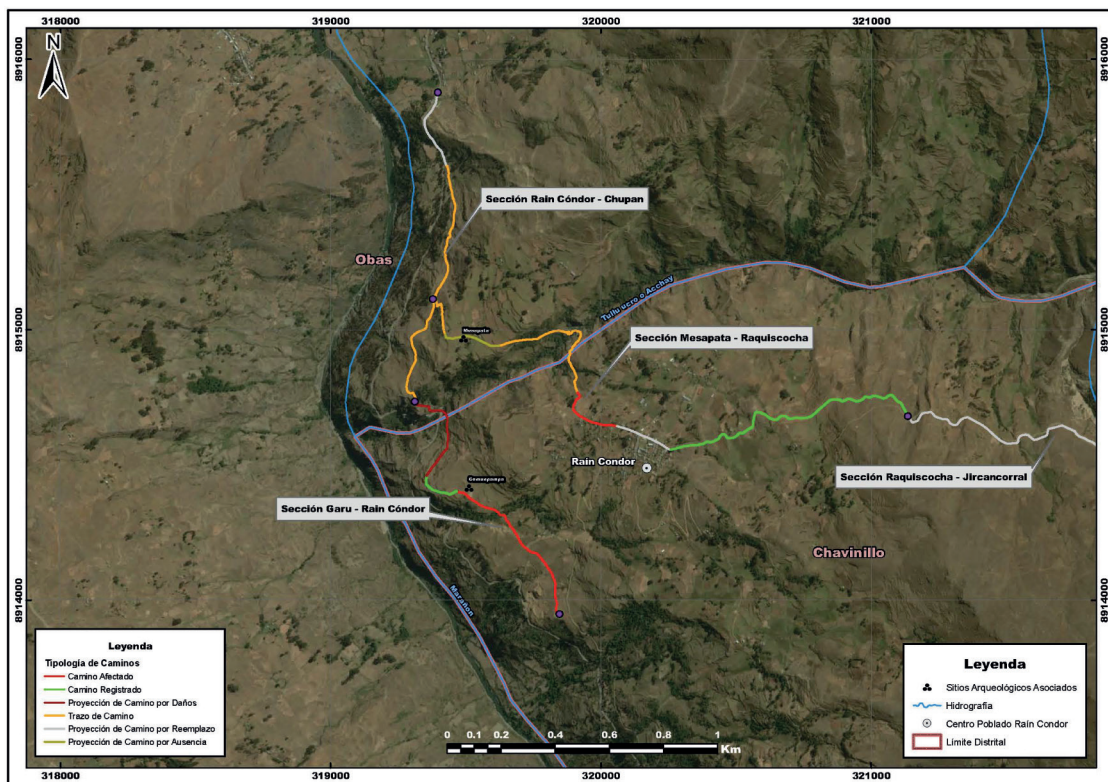 318000
319000
320000
321000
8916000
N
8916000
Sección Rain Cóndor - Chupan
Obas
Tullu ucro o Acchay
8915000
Mesapata
8915000
Sección Mesapata - Raquiscocha
Raín Condor
Sección Raquiscocha - Jircancorral
Sección Garu - Rain Cóndor
Chavinillo
8914000
Marañon
8914000
Leyenda
Tipología de Caminos
Camino Afectado
Camino Registrado
Proyección de Camino por Daños
Trazo de Camino
Proyección de Camino por Reemplazo
Proyección de Camino por Ausencia
0 0.1 0.2 0.4 0.6 0.8 1
Km
Leyenda
Sitios Arqueológicos Asociados
Hidrografía
Centro Poblado Raín Condor
Límite Distrital
318000
319000
320000
321000